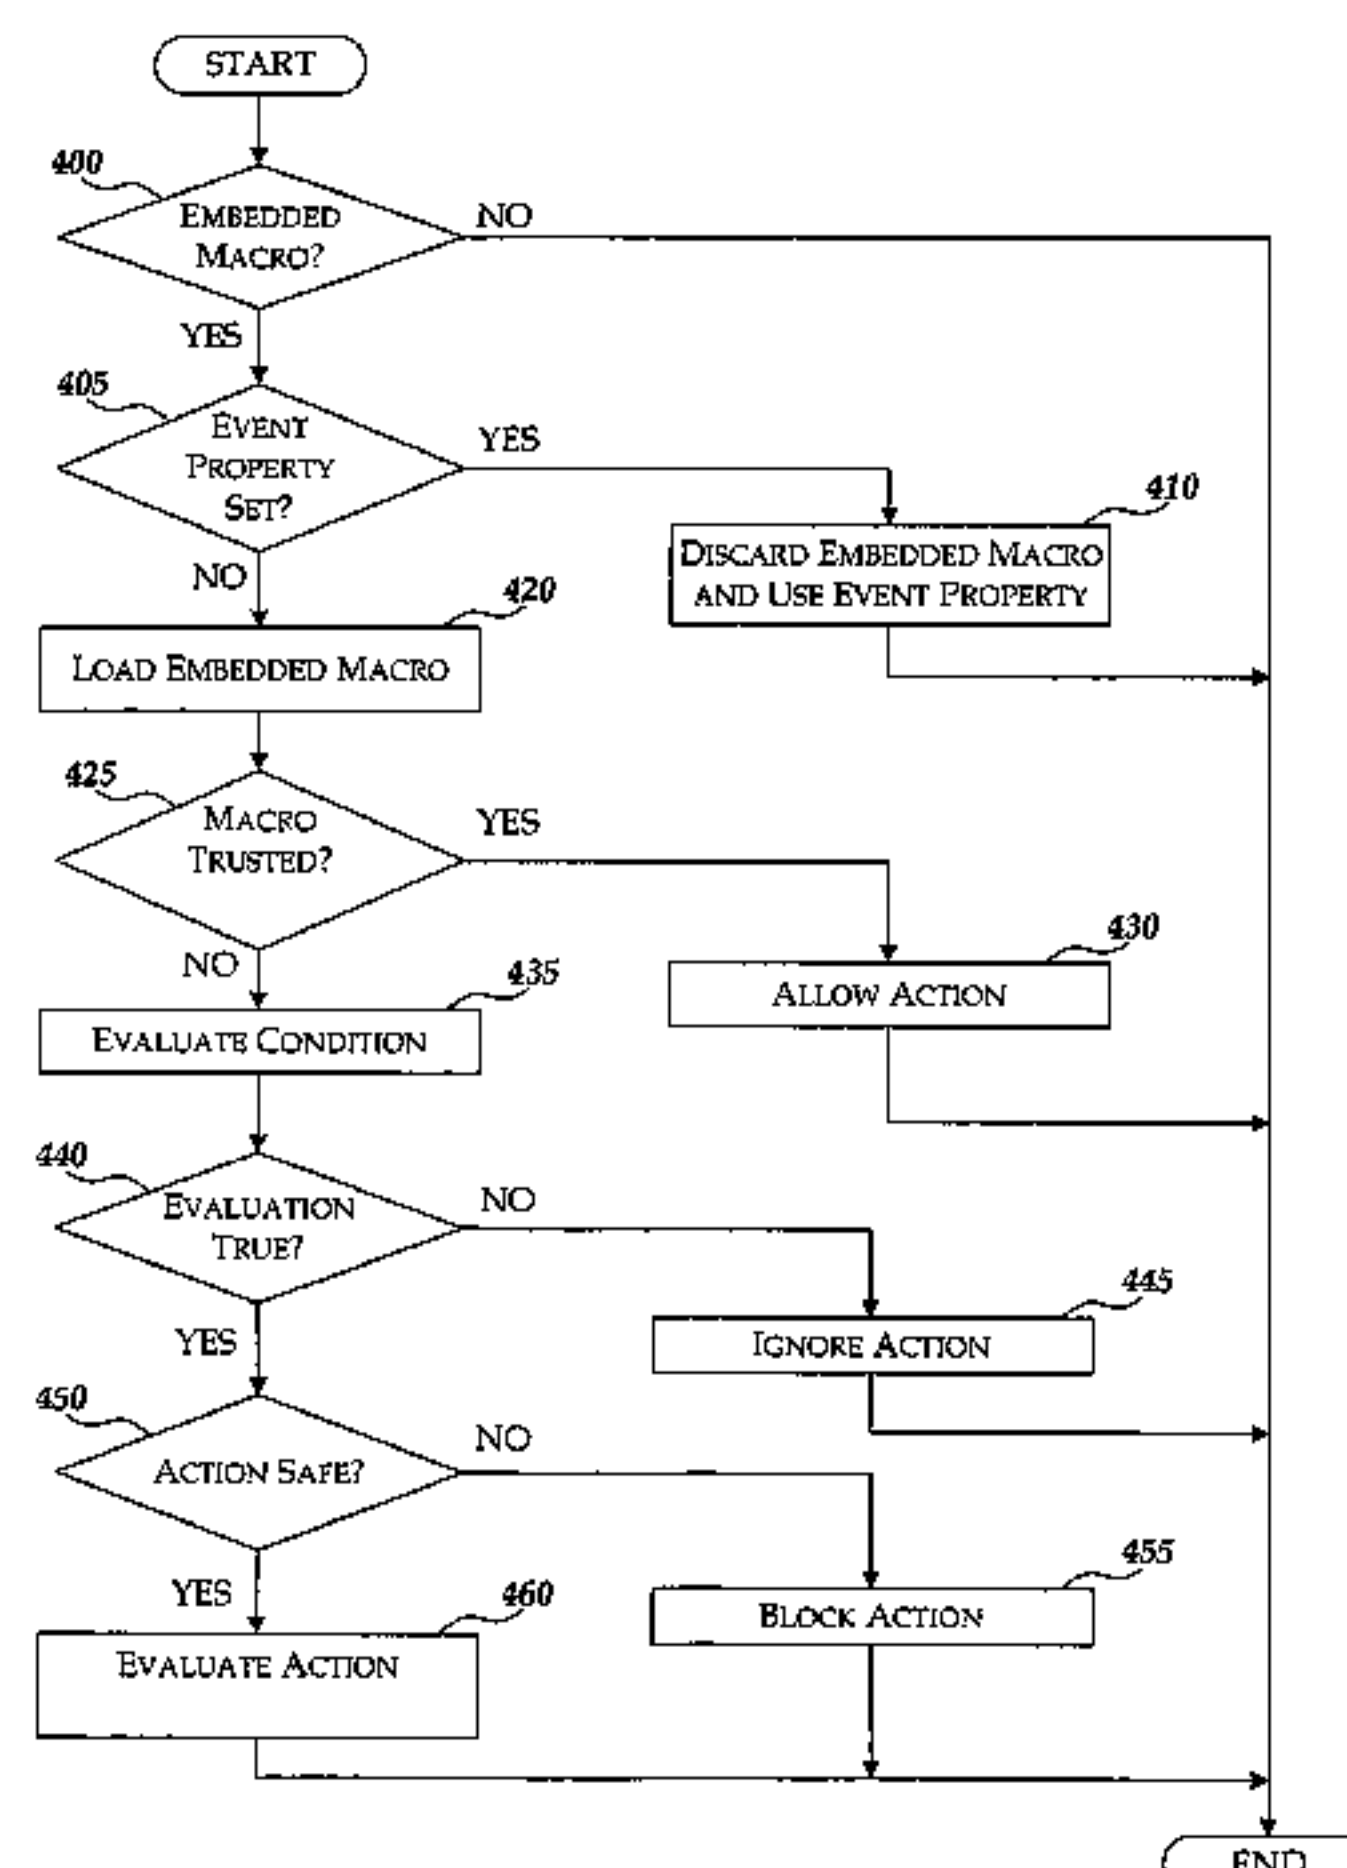 START
400
EMBEDDED
MACRO?
NO
YES
405
EVENT
PROPERTY
SET?
YES
NO
410
DISCARD EMBEDDED MACRO
AND USE EVENT PROPERTY
420
LOAD EMBEDDED MACRO
425
MACRO
TRUSTED?
YES
NO
430
ALLOW ACTION
435
EVALUATE CONDITION
440
EVALUATION
TRUE?
NO
YES
445
IGNORE ACTION
450
ACTION SAFE?
NO
YES
455
BLOCK ACTION
460
EVALUATE ACTION
END